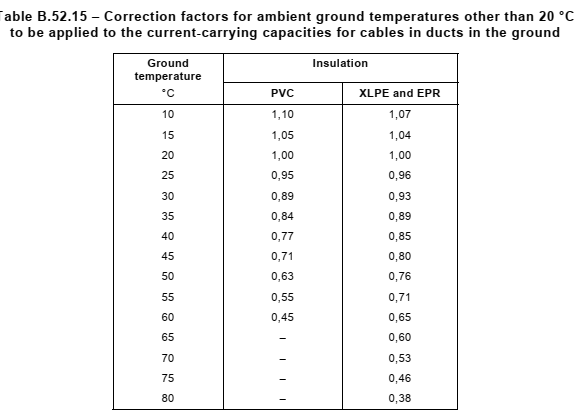 Table B.52.15 – Correction factors for ambient ground temperatures other than 20 °C
to be applied to the current-carrying capacities for cables in ducts in the ground
Ground temperature °C Insulation
PVC XLPE and EPR
10 1,10 1,07
15 1,05 1,04
20 1,00 1,00
25 0,95 0,96
30 0,89 0,93
35 0,84 0,89
40 0,77 0,85
45 0,71 0,80
50 0,63 0,76
55 0,55 0,71
60 0,45 0,65
65 – 0,60
70 – 0,53
75 – 0,46
80 – 0,38